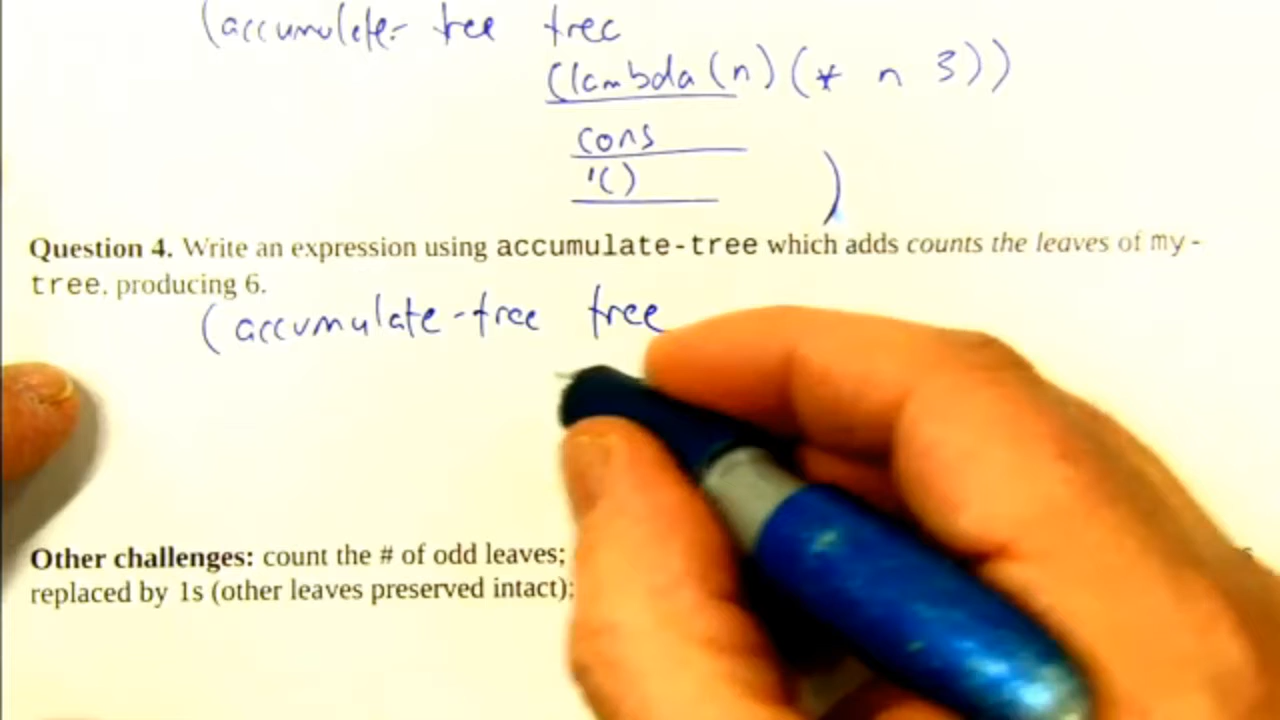 (accumulate- tree tree
(lambda (n) (* n 3))
cons
'() )
Question 4. Write an expression using accumulate-tree which adds counts the leaves of my-
tree, producing 6.
(accumulate-tree tree
Other challenges: count the # of odd leaves;
replaced by 1s (other leaves preserved intact);